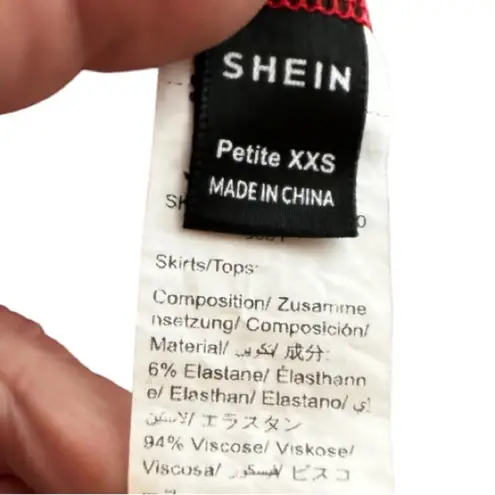 SHEIN
Petite XXS
MADE IN CHINA
Skirts/Tops:
Composition/ Zusamme
nsetzung/ Composición/
Material/ تكوين/ 成分:
6% Elastane/ Élasthann
e/ Elasthan/ Elastano/
エラスタン
94% Viscose/ Viskose/
Viscosa/ فيسكوز/ ビスコ